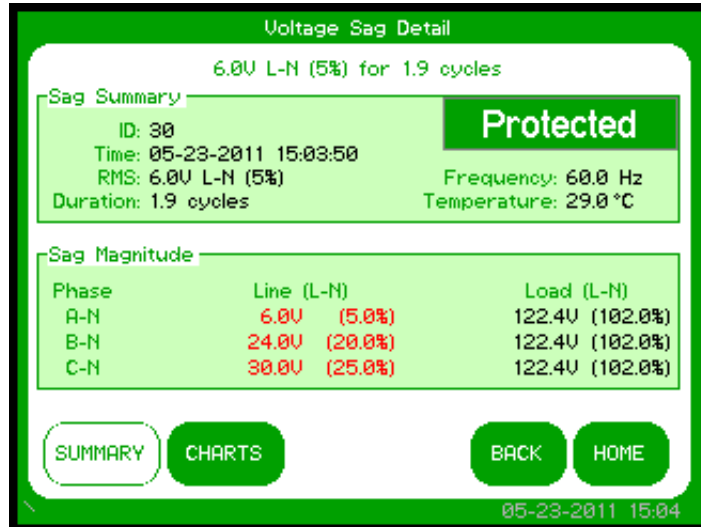 Voltage Sag Detail
6.0V L-N (5%) for 1.9 cycles
Sag Summary
Protected
ID: 30
Time: 05-23-2011 15:03:50
RMS: 6.0V L-N (5%) Frequency: 60.0 Hz
Duration: 1.9 cycles Temperature: 29.0°C
Sag Magnitude
Phase Line (L-N) Load (L-N)
A-N 6.0V (5.0%) 122.4V (102.0%)
B-N 24.0V (20.0%) 122.4V (102.0%)
C-N 30.0V (25.0%) 122.4V (102.0%)
SUMMARY CHARTS BACK HOME
05-23-2011 15:04